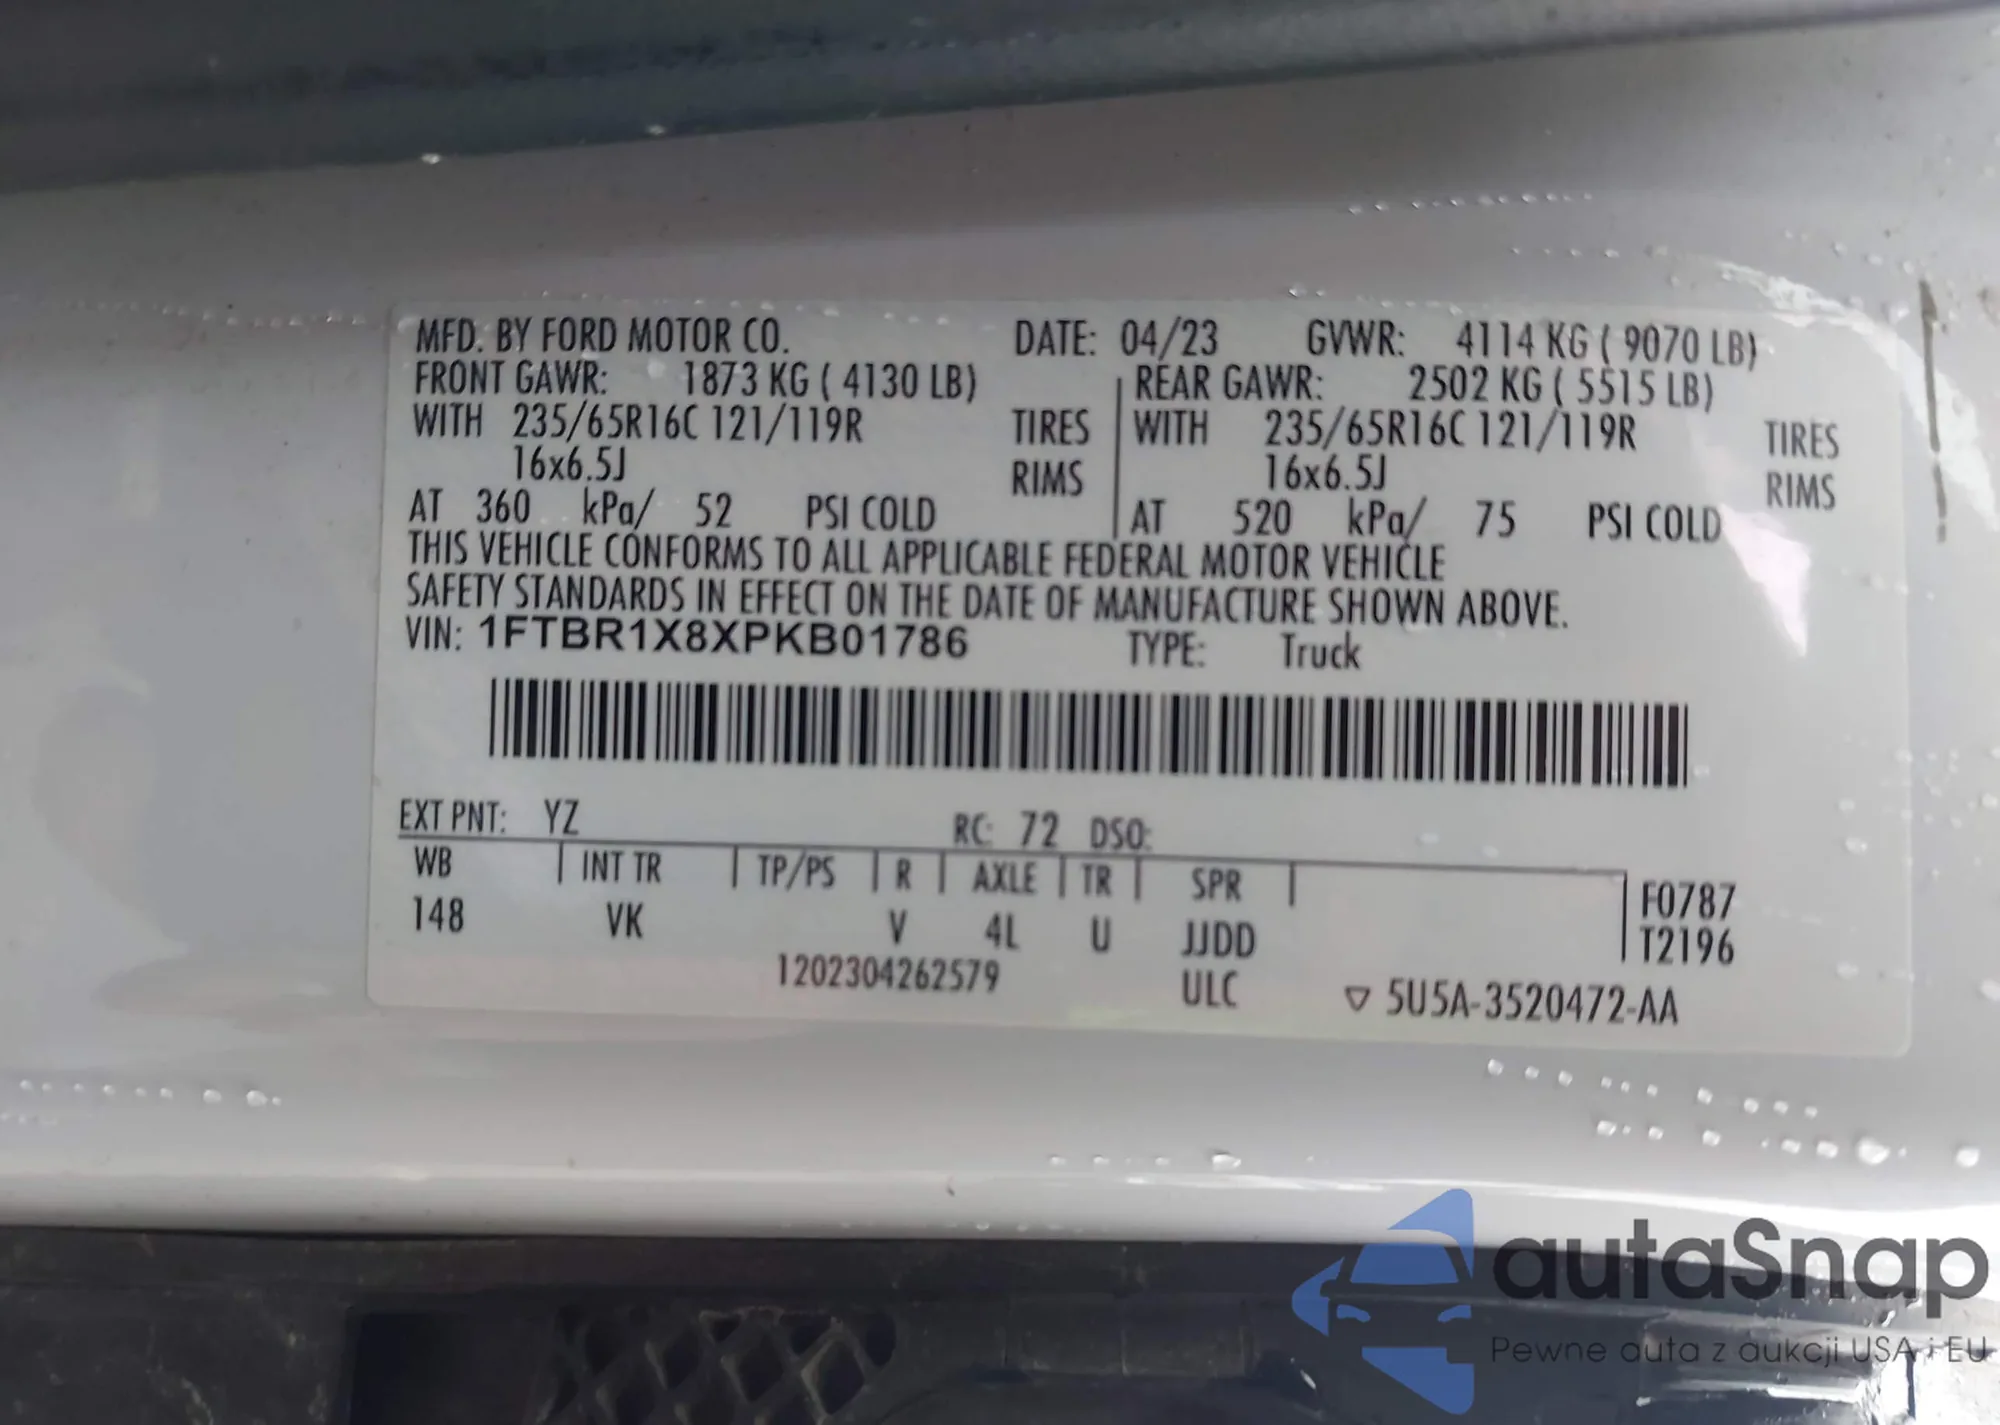 MFD. BY FORD MOTOR CO. DATE: 04/23 GVWR: 4114 KG ( 9070 LB)
FRONT GAWR: 1873 KG ( 4130 LB) REAR GAWR: 2502 KG ( 5515 LB)
WITH 235/65R16C 121/119R TIRES WITH 235/65R16C 121/119R TIRES
16x6.5J RIMS 16x6.5J RIMS
AT 360 kPa/ 52 PSI COLD AT 520 kPa/ 75 PSI COLD
THIS VEHICLE CONFORMS TO ALL APPLICABLE FEDERAL MOTOR VEHICLE
SAFETY STANDARDS IN EFFECT ON THE DATE OF MANUFACTURE SHOWN ABOVE.
VIN: 1FTBR1X8XPKB01786 TYPE: Truck
EXT PNT: YZ RC: 72 DSO:
WB INT TR TP/PS R AXLE TR SPR F0787
148 VK V 4L U JJDD T2196
1202304262579 ULC ▽ 5U5A-3520472-AA
autaSnap
Pewne auta z aukcji USA i EU